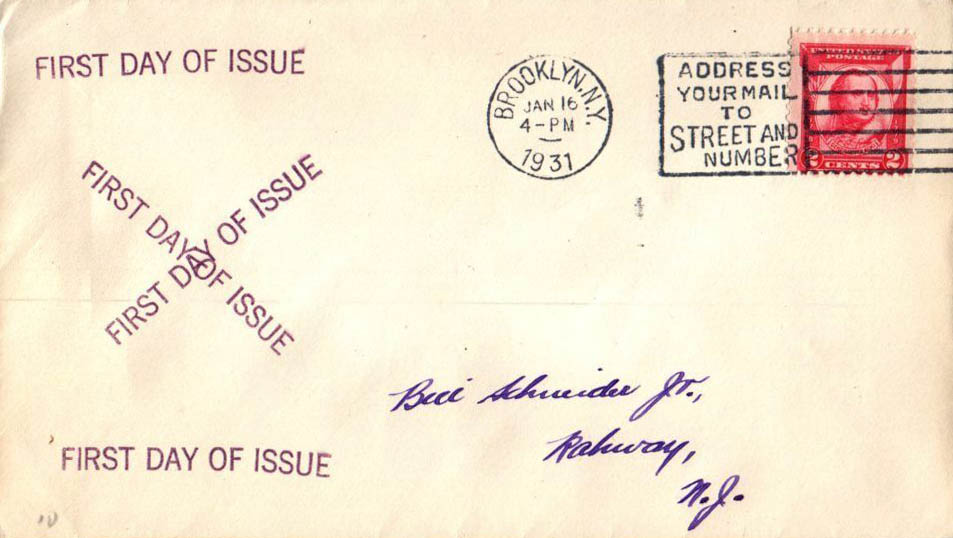 FIRST DAY OF ISSUE
BROOKLYN, N.Y.
JAN 16
4-PM
1931
ADDRESS
YOUR MAIL
TO
STREET AND
NUMBER
UNITED STATES
POSTAGE
2 CENTS 2
FIRST DAY OF ISSUE
FIRST DAY OF ISSUE
Bill Schneider Jr.,
Rahway,
N.J.
FIRST DAY OF ISSUE